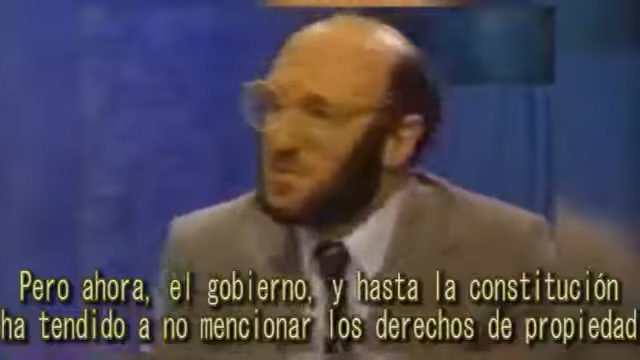 Pero ahora, el gobierno, y hasta la constitución
ha tendido a no mencionar los derechos de propiedad